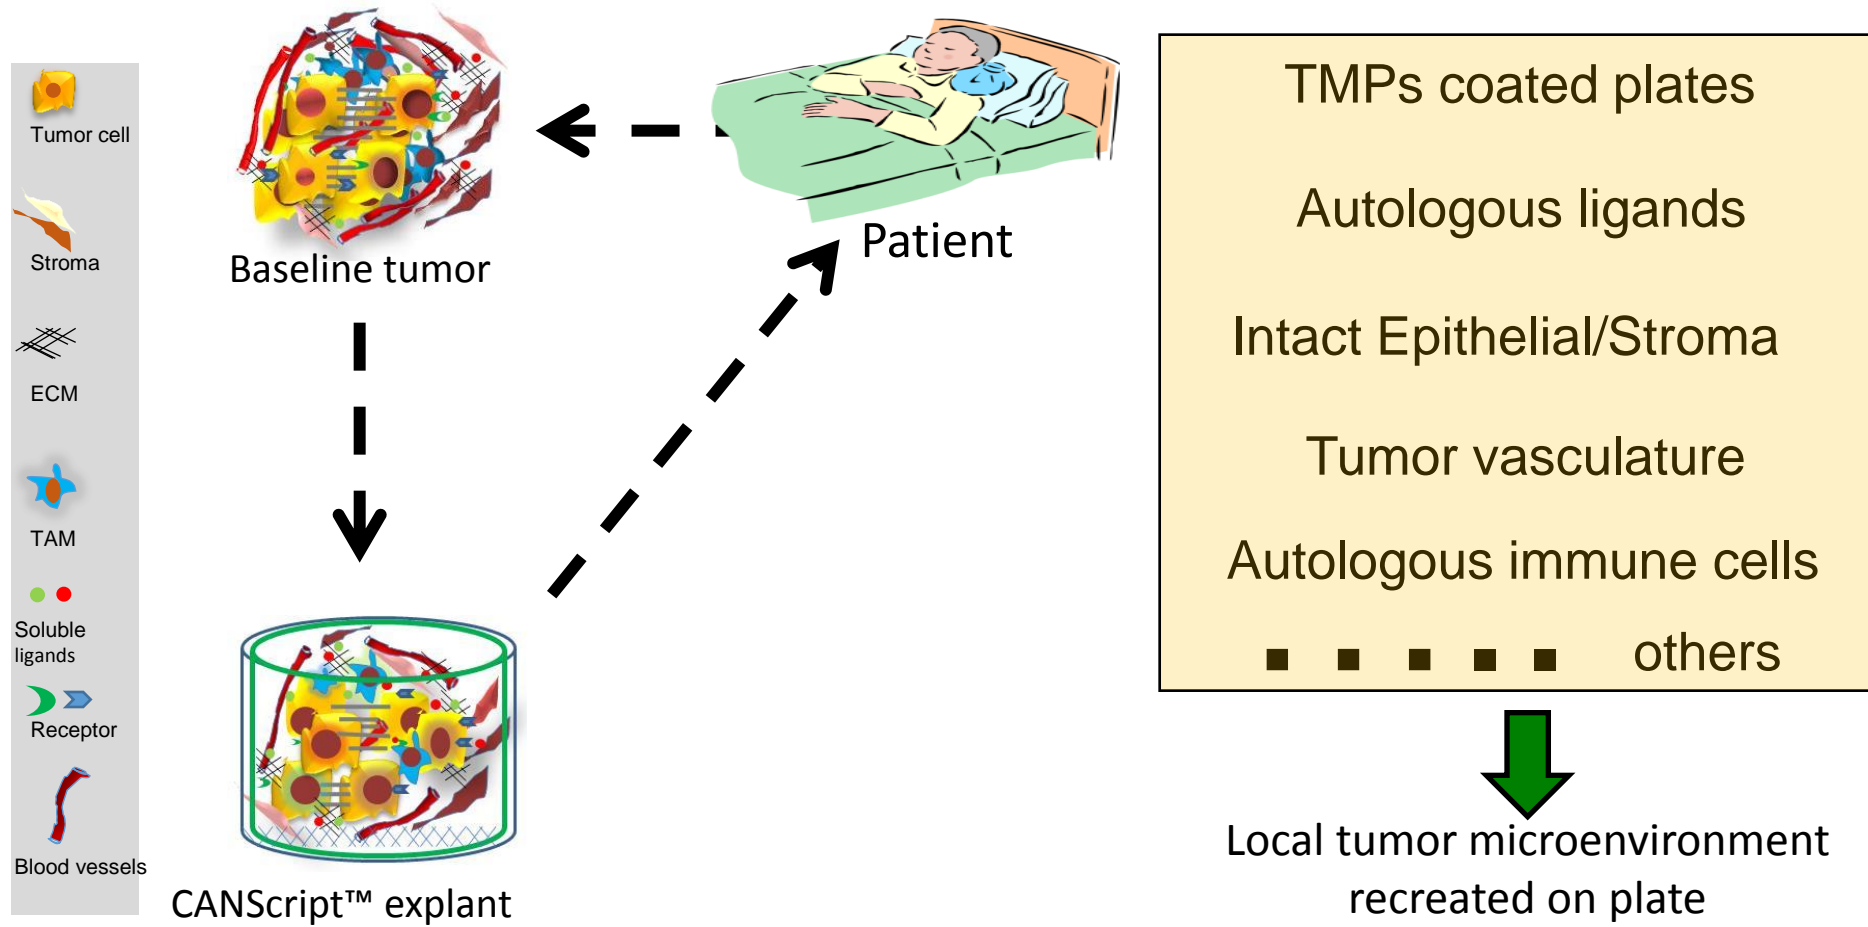 Tumor cell
Stroma
ECM
TAM
Soluble
ligands
Receptor
Blood vessels
Baseline tumor
Patient
CANScript™ explant
TMPs coated plates
Autologous ligands
Intact Epithelial/Stroma
Tumor vasculature
Autologous immune cells
others
Local tumor microenvironment
recreated on plate